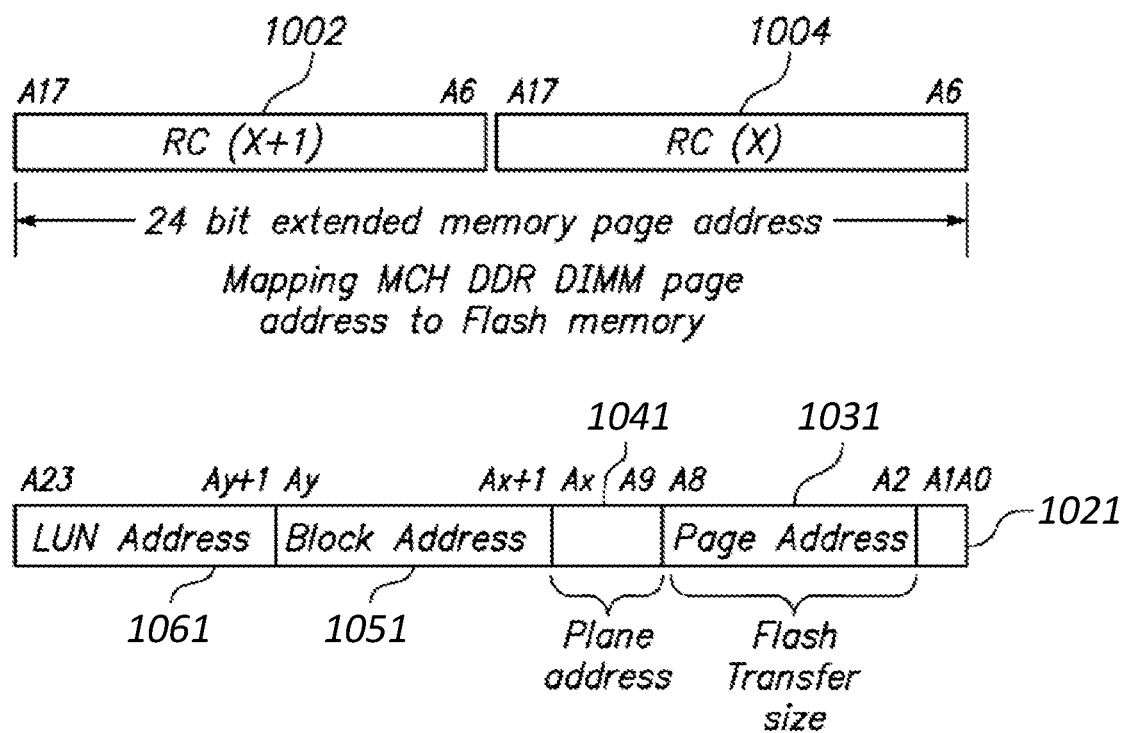 1002 1004
A17 A6 A17 A6
RC (X+1) RC (X)
24 bit extended memory page address
Mapping MCH DDR DIMM page
address to Flash memory
1041 1031
A23 Ay+1 Ay Ax+1 Ax A9 A8 A2 A1A0
LUN Address Block Address Page Address 1021
1061 1051
Plane Flash
address Transfer
size